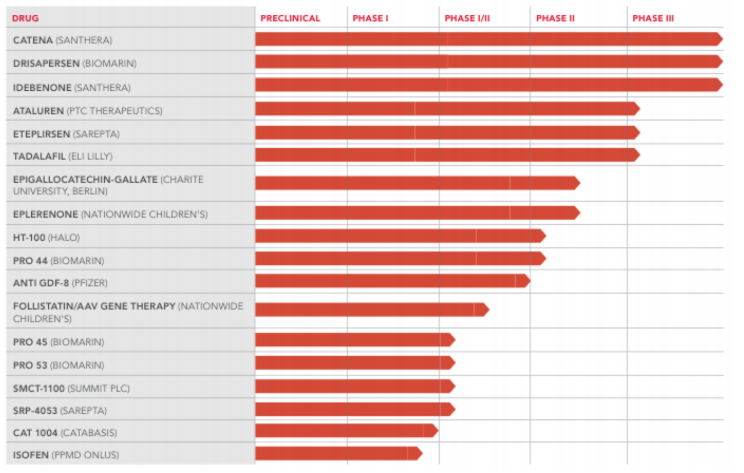 DRUG PRECLINICAL PHASE I PHASE I/II PHASE II PHASE III
CATENA (SANTHERA)
DRISAPERSEN (BIOMARIN)
IDEBENONE (SANTHERA)
ATALUREN (PTC THERAPEUTICS)
ETEPLIRSEN (SAREPTA)
TADALAFIL (ELI LILLY)
EPIGALLOCATECHIN-GALLATE (CHARITE
UNIVERSITY, BERLIN)
EPLERENONE (NATIONWIDE CHILDREN'S)
HT-100 (HALO)
PRO 44 (BIOMARIN)
ANTI GDF-8 (PFIZER)
FOLLISTATIN/AAV GENE THERAPY (NATIONWIDE
CHILDREN'S)
PRO 45 (BIOMARIN)
PRO 53 (BIOMARIN)
SMCT-1100 (SUMMIT PLC)
SRP-4053 (SAREPTA)
CAT 1004 (CATABASIS)
ISOFEN (PPMD ONLUS)